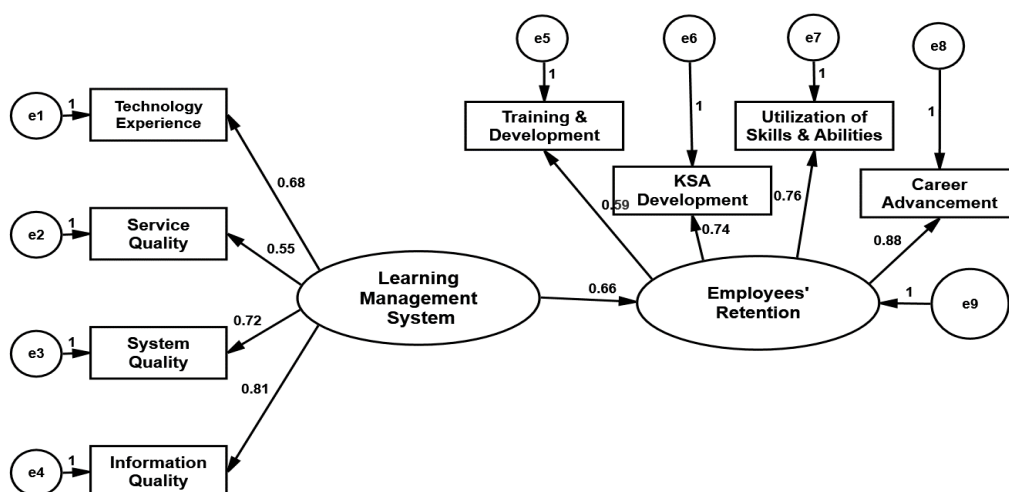 e5
e6
e7
e8
1
1
1
1
Training &
Development
Utilization of
Skills & Abilities
KSA
Development
Career
Advancement
0.59
0.74
0.76
0.88
e1
1
Technology
Experience
0.68
e2
1
Service
Quality
0.55
e3
1
System
Quality
0.72
e4
1
Information
Quality
0.81
Learning
Management
System
0.66
Employees'
Retention
1
e9